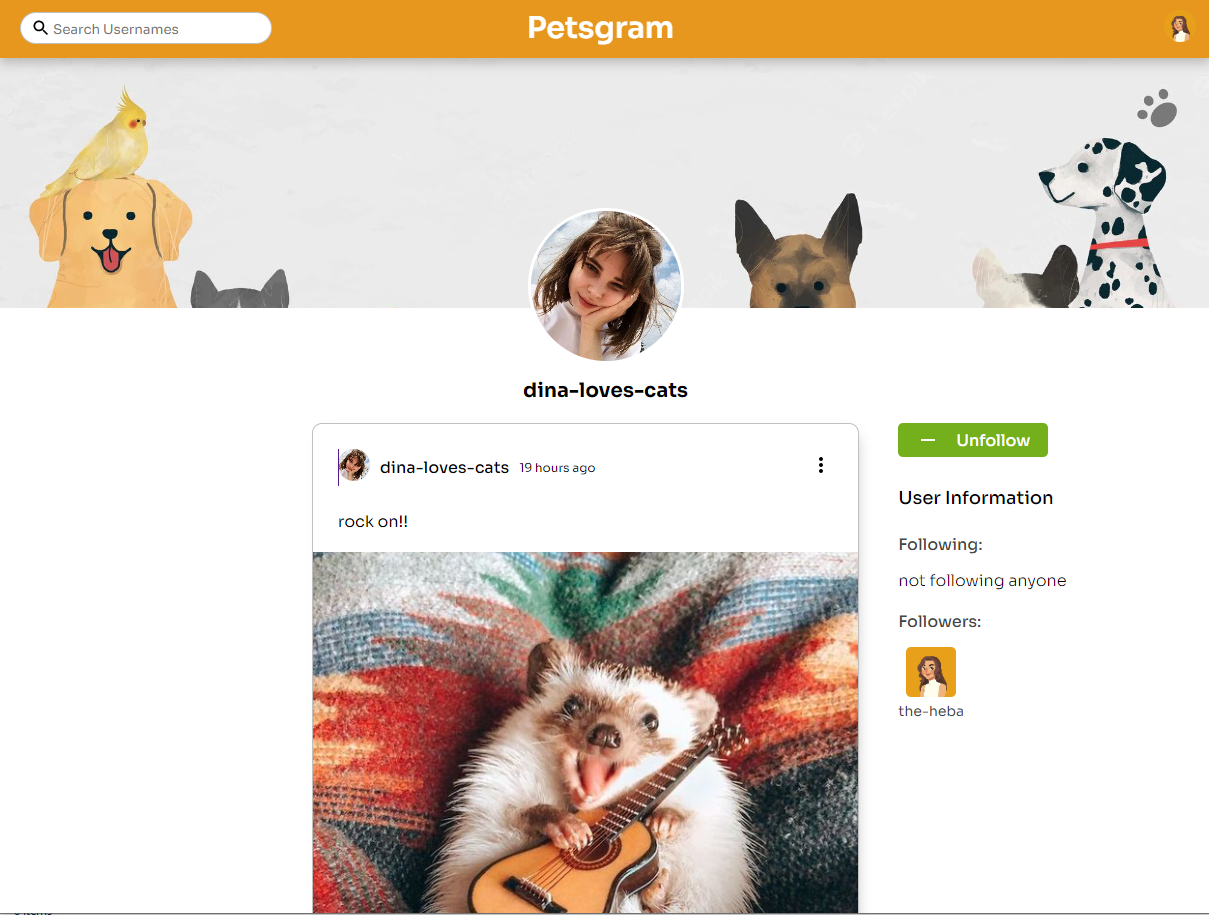 Search Usernames
Petsgram
dina-loves-cats
dina-loves-cats 19 hours ago
Unfollow
rock on!!
User Information
Following:
not following anyone
Followers:
the-heba